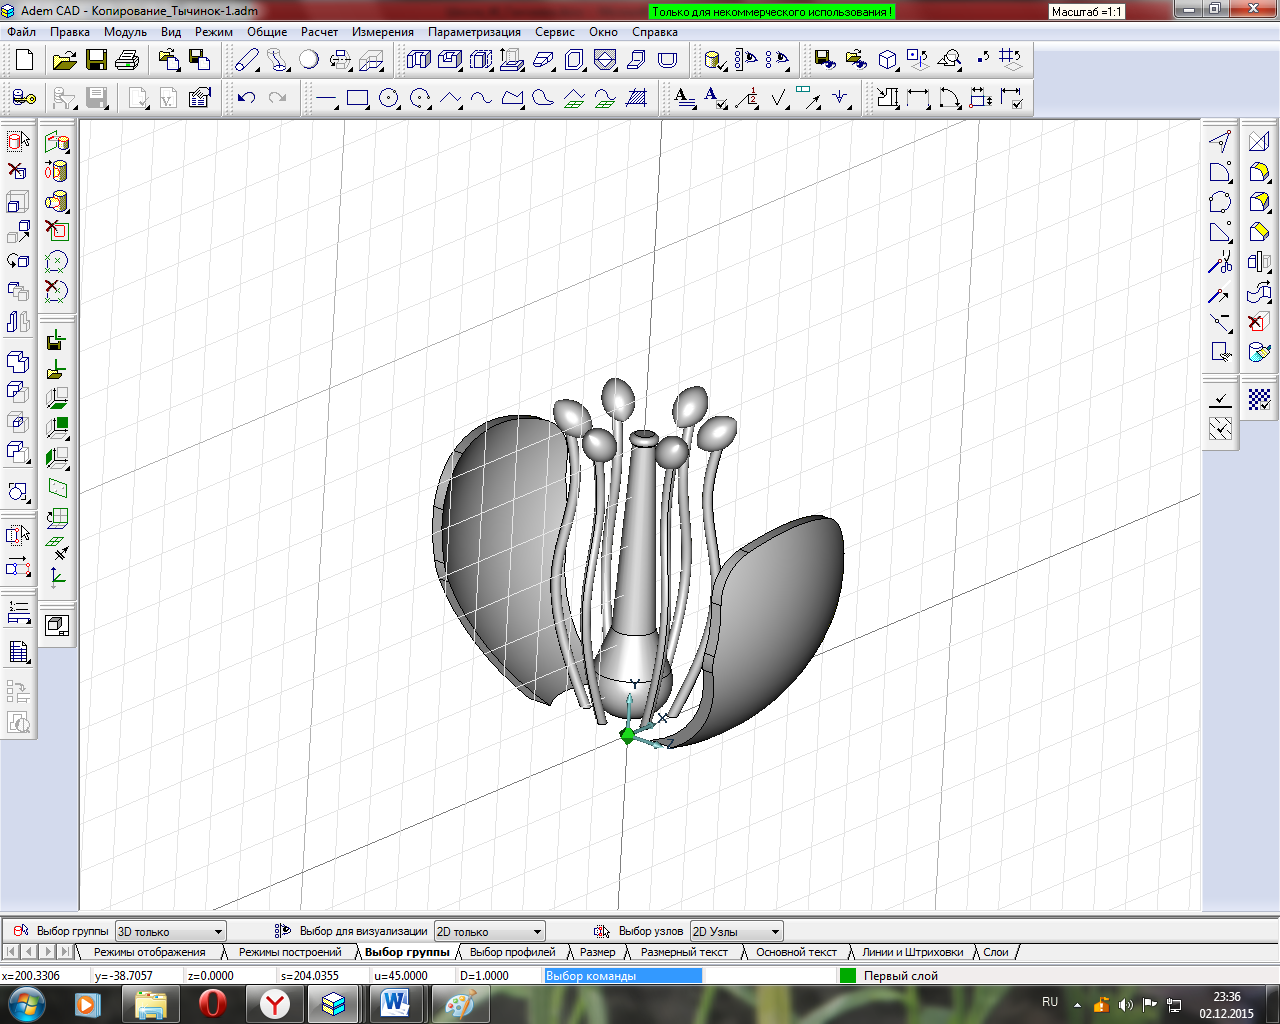 Adem CAD - Копирование_Тычинок-1.adm
Только для некоммерческого использования !
Масштаб =1:1
Файл Правка Модуль Вид Режим Общие Расчет Измерения Параметризация Сервис Окно Справка
Y
X
Выбор группы 3D только Выбор для визуализации 2D только Выбор узлов 2D Узлы
Режимы отображения Режимы построений Выбор группы Выбор профилей Размер Размерный текст Основной текст Линии и Штриховки Слои
x=200.3306 y=-38.7057 z=0.0000 s=204.0355 u=45.0000 D=1.0000 Выбор команды Первый слой
RU
23:36
02.12.2015